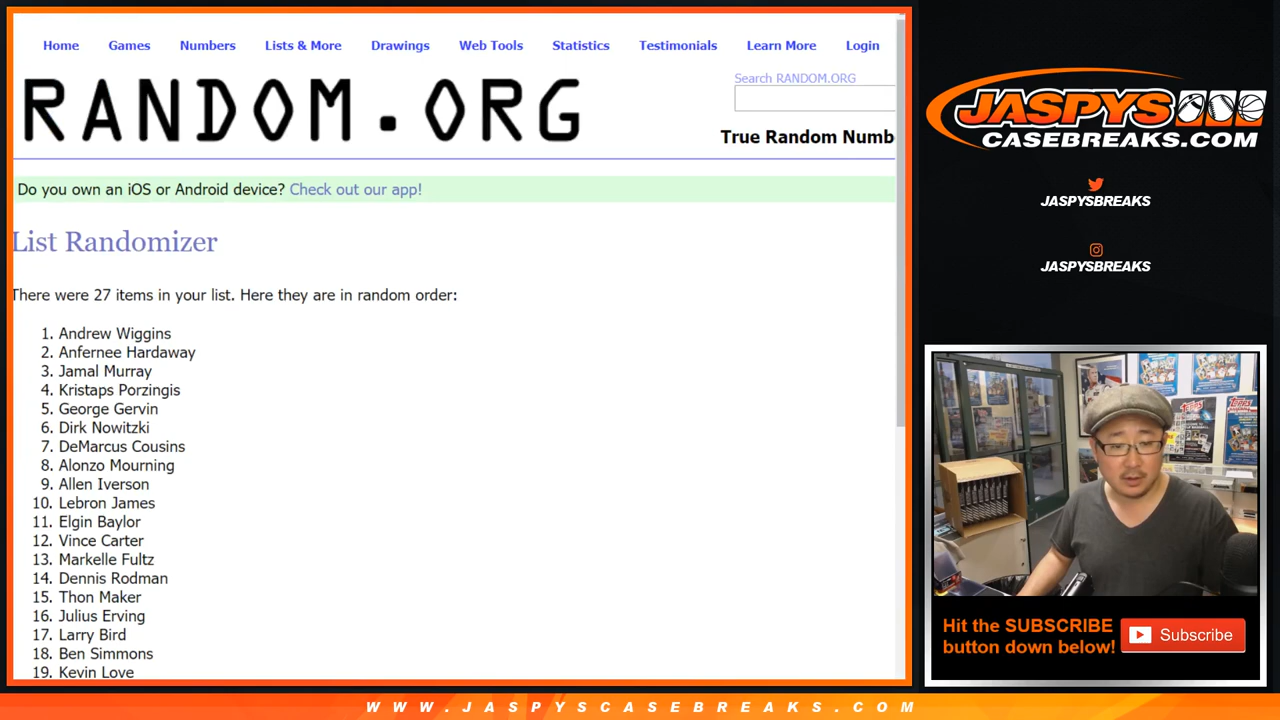 Home Games Numbers Lists & More Drawings Web Tools Statistics Testimonials Learn More Login
RANDOM.ORG
Search RANDOM.ORG
True Random Numb
Do you own an iOS or Android device? Check out our app!
List Randomizer
There were 27 items in your list. Here they are in random order:
1. Andrew Wiggins
2. Anfernee Hardaway
3. Jamal Murray
4. Kristaps Porzingis
5. George Gervin
6. Dirk Nowitzki
7. DeMarcus Cousins
8. Alonzo Mourning
9. Allen Iverson
10. Lebron James
11. Elgin Baylor
12. Vince Carter
13. Markelle Fultz
14. Dennis Rodman
15. Thon Maker
16. Julius Erving
17. Larry Bird
18. Ben Simmons
19. Kevin Love
JASPYS
CASEBREAKS.COM
JASPYSBREAKS
JASPYSBREAKS
Topps
Hit the SUBSCRIBE
button down below!
Subscribe
WWW.JASPYSCASEBREAKS.COM